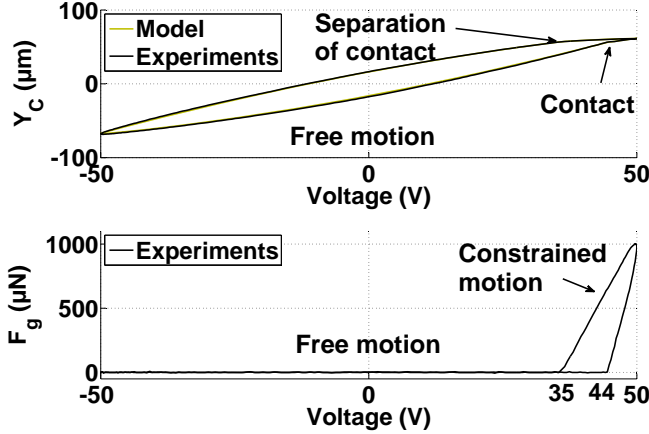 100
0
-100
Y_C (µm)
Model
Experiments
Separation
of contact
Contact
Free motion
-50
0
50
Voltage (V)
1000
500
0
F_g (µN)
Experiments
Constrained
motion
Free motion
-50
0
35
44
50
Voltage (V)